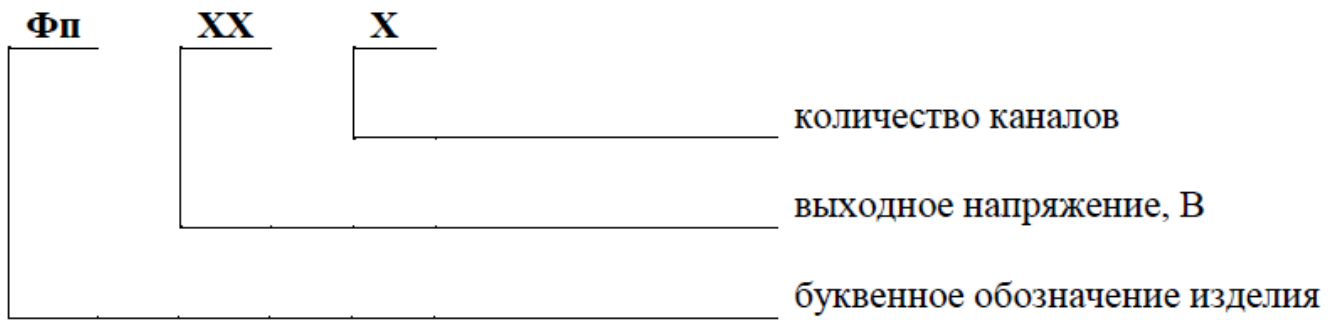 Фп XX X
количество каналов
выходное напряжение, В
буквенное обозначение изделия